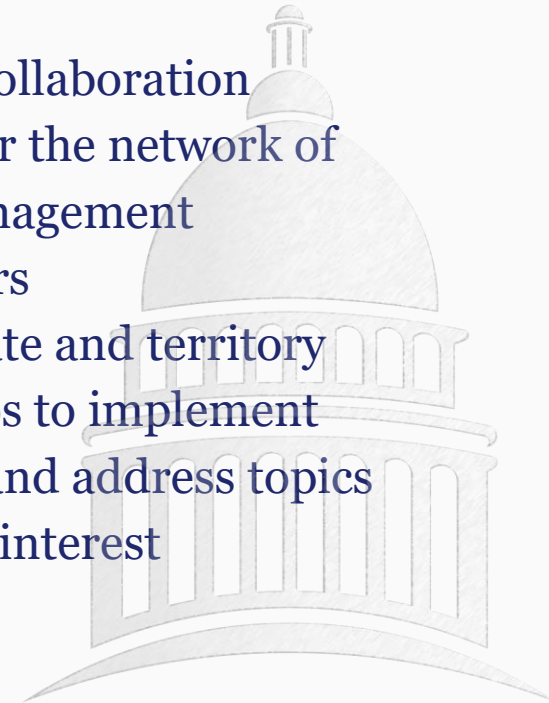 ollaboration
r the network of
nagement
rs
te and territory
s to implement
nd address topics
interest